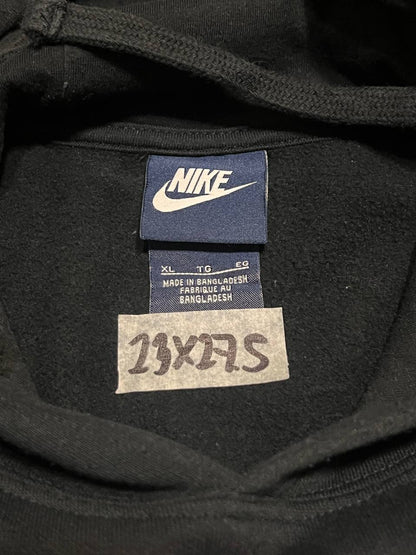 NIKE
XL TG EG
MADE IN BANGLADESH
FABRIQUE AU
BANGLADESH
23X27.5